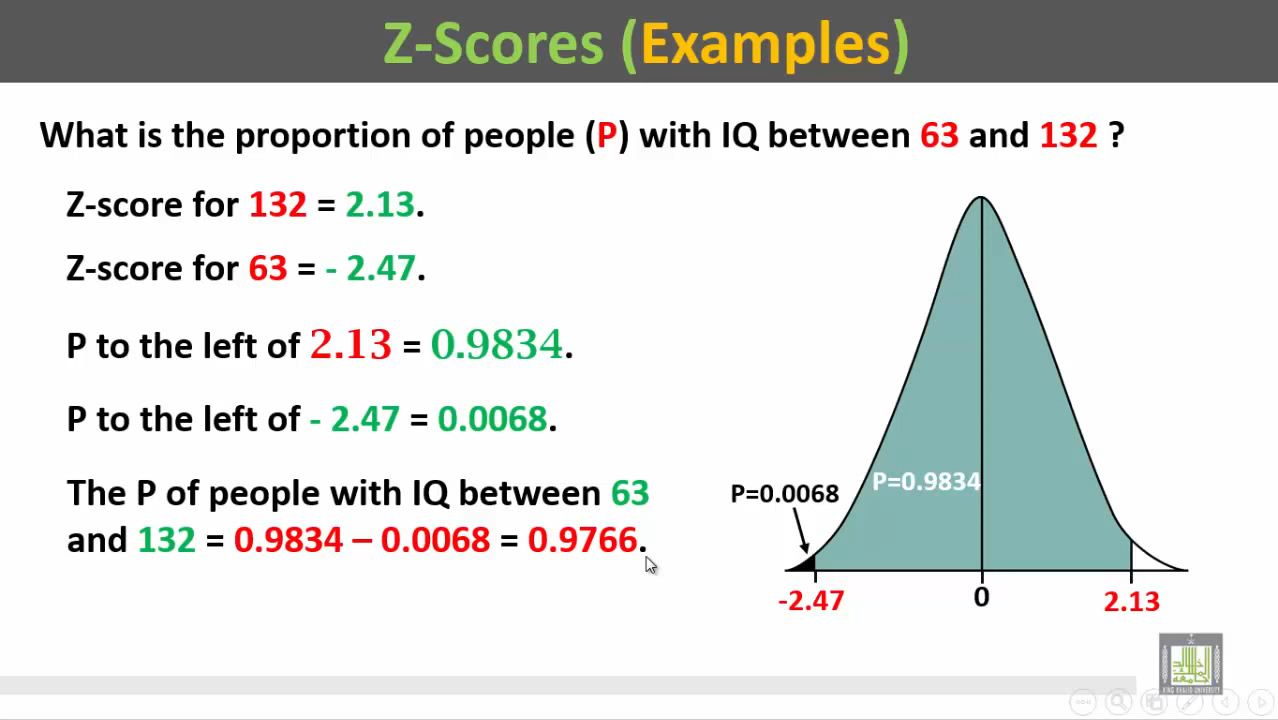 Z-Scores (Examples)
What is the proportion of people (P) with IQ between 63 and 132 ?
Z-score for 132 = 2.13.
Z-score for 63 = - 2.47.
P to the left of 2.13 = 0.9834.
P to the left of - 2.47 = 0.0068.
The P of people with IQ between 63
and 132 = 0.9834 – 0.0068 = 0.9766.
P=0.9834
P=0.0068
-2.47
0
2.13
KING KHALID UNIVERSITY